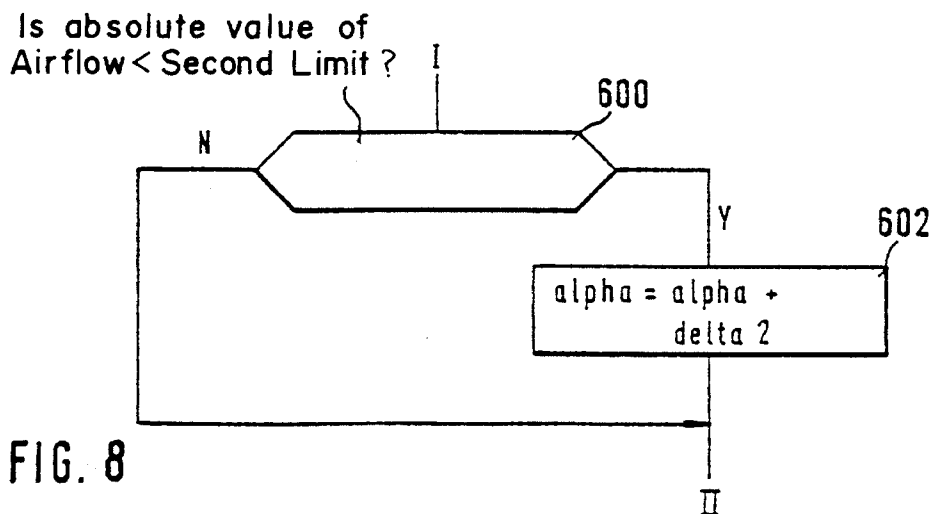 Is absolute value of
Airflow < Second Limit ?
I
600
N
Y
602
alpha = alpha +
delta 2
FIG. 8
II